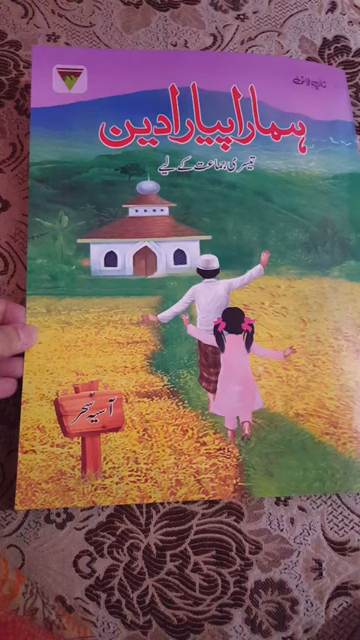 ہمارا پیارا دین
تیسری جماعت کے لیے
آسیہ سحر